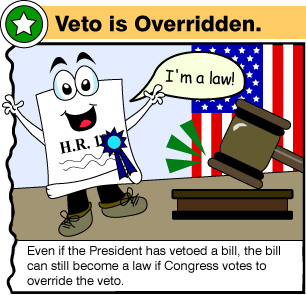 Veto is Overridden.
I'm a law!
H.R. 1
Even if the President has vetoed a bill, the bill
can still become a law if Congress votes to
override the veto.